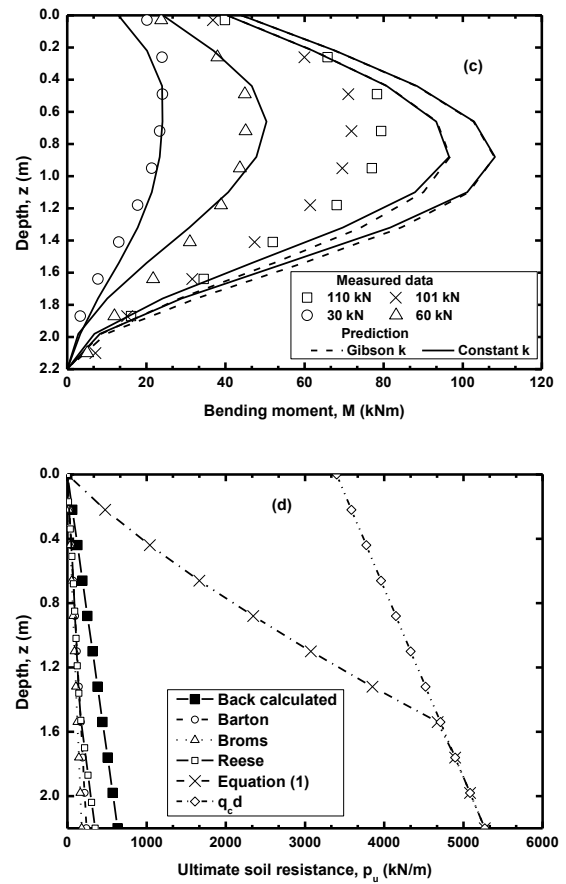 0.0
0.2
0.4
0.6
0.8
1.0
1.2
1.4
1.6
1.8
2.0
2.2
Depth, z (m)
(c)
Measured data
110 kN 101 kN
30 kN 60 kN
Prediction
Gibson k Constant k
0 20 40 60 80 100 120
Bending moment, M (kNm)
0.0
0.4
0.8
1.2
1.6
2.0
Depth, z (m)
(d)
Back calculated
Barton
Broms
Reese
Equation (1)
qcd
0 1000 2000 3000 4000 5000 6000
Ultimate soil resistance, pu (kN/m)